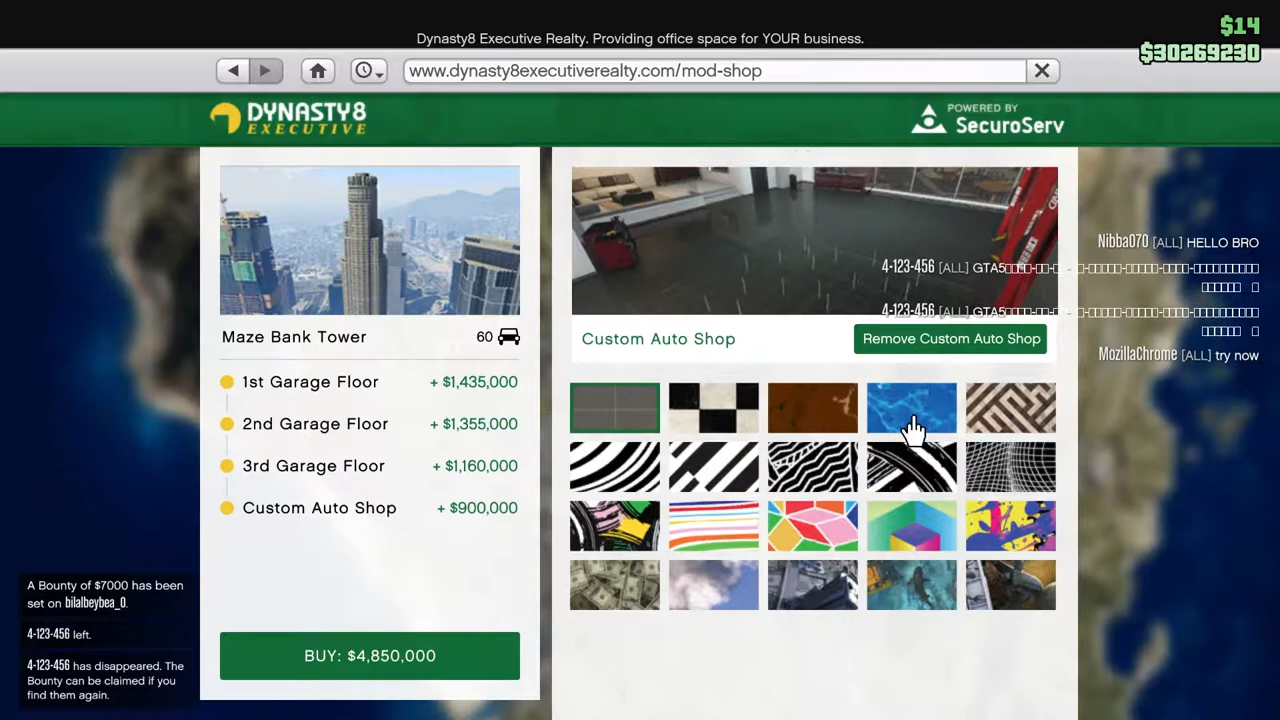 Dynasty8 Executive Realty. Providing office space for YOUR business.
$14
$30269230
www.dynasty8executiverealty.com/mod-shop
DYNASTY8
EXECUTIVE
POWERED BY
SecuroServ
Maze Bank Tower 60
1st Garage Floor + $1,435,000
2nd Garage Floor + $1,355,000
3rd Garage Floor + $1,160,000
Custom Auto Shop + $900,000
BUY: $4,850,000
Custom Auto Shop
Remove Custom Auto Shop
Nibba070 [ALL] HELLO BRO
4-123-456 [ALL] GTA5
4-123-456 [ALL] GTA5
MozillaChrome [ALL] try now
A Bounty of $7000 has been
set on bilalbeybea_0.
4-123-456 left.
4-123-456 has disappeared. The
Bounty can be claimed if you
find them again.